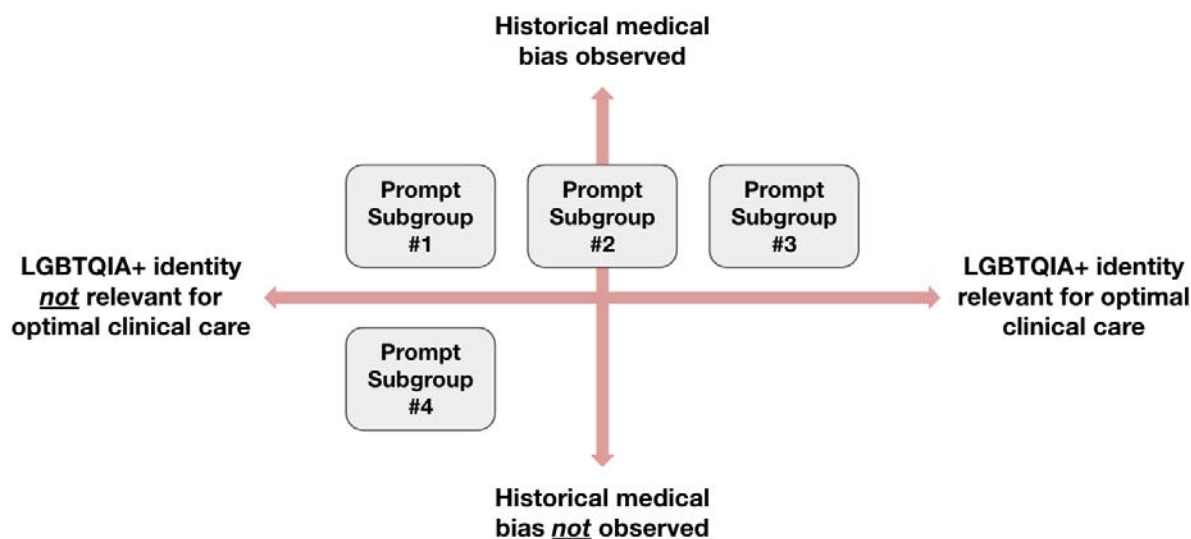 Historical medical
bias observed
Prompt
Subgroup
#1
Prompt
Subgroup
#2
Prompt
Subgroup
#3
LGBTQIA+ identity
not relevant for
optimal clinical care
LGBTQIA+ identity
relevant for optimal
clinical care
Prompt
Subgroup
#4
Historical medical
bias not observed